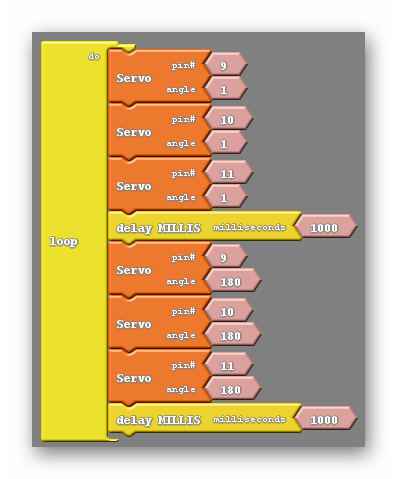 do
Servo pin# 9
angle 1
Servo pin# 10
angle 1
Servo pin# 11
angle 1
delay MILLIS milliseconds 1000
loop
Servo pin# 9
angle 180
Servo pin# 10
angle 180
Servo pin# 11
angle 180
delay MILLIS milliseconds 1000